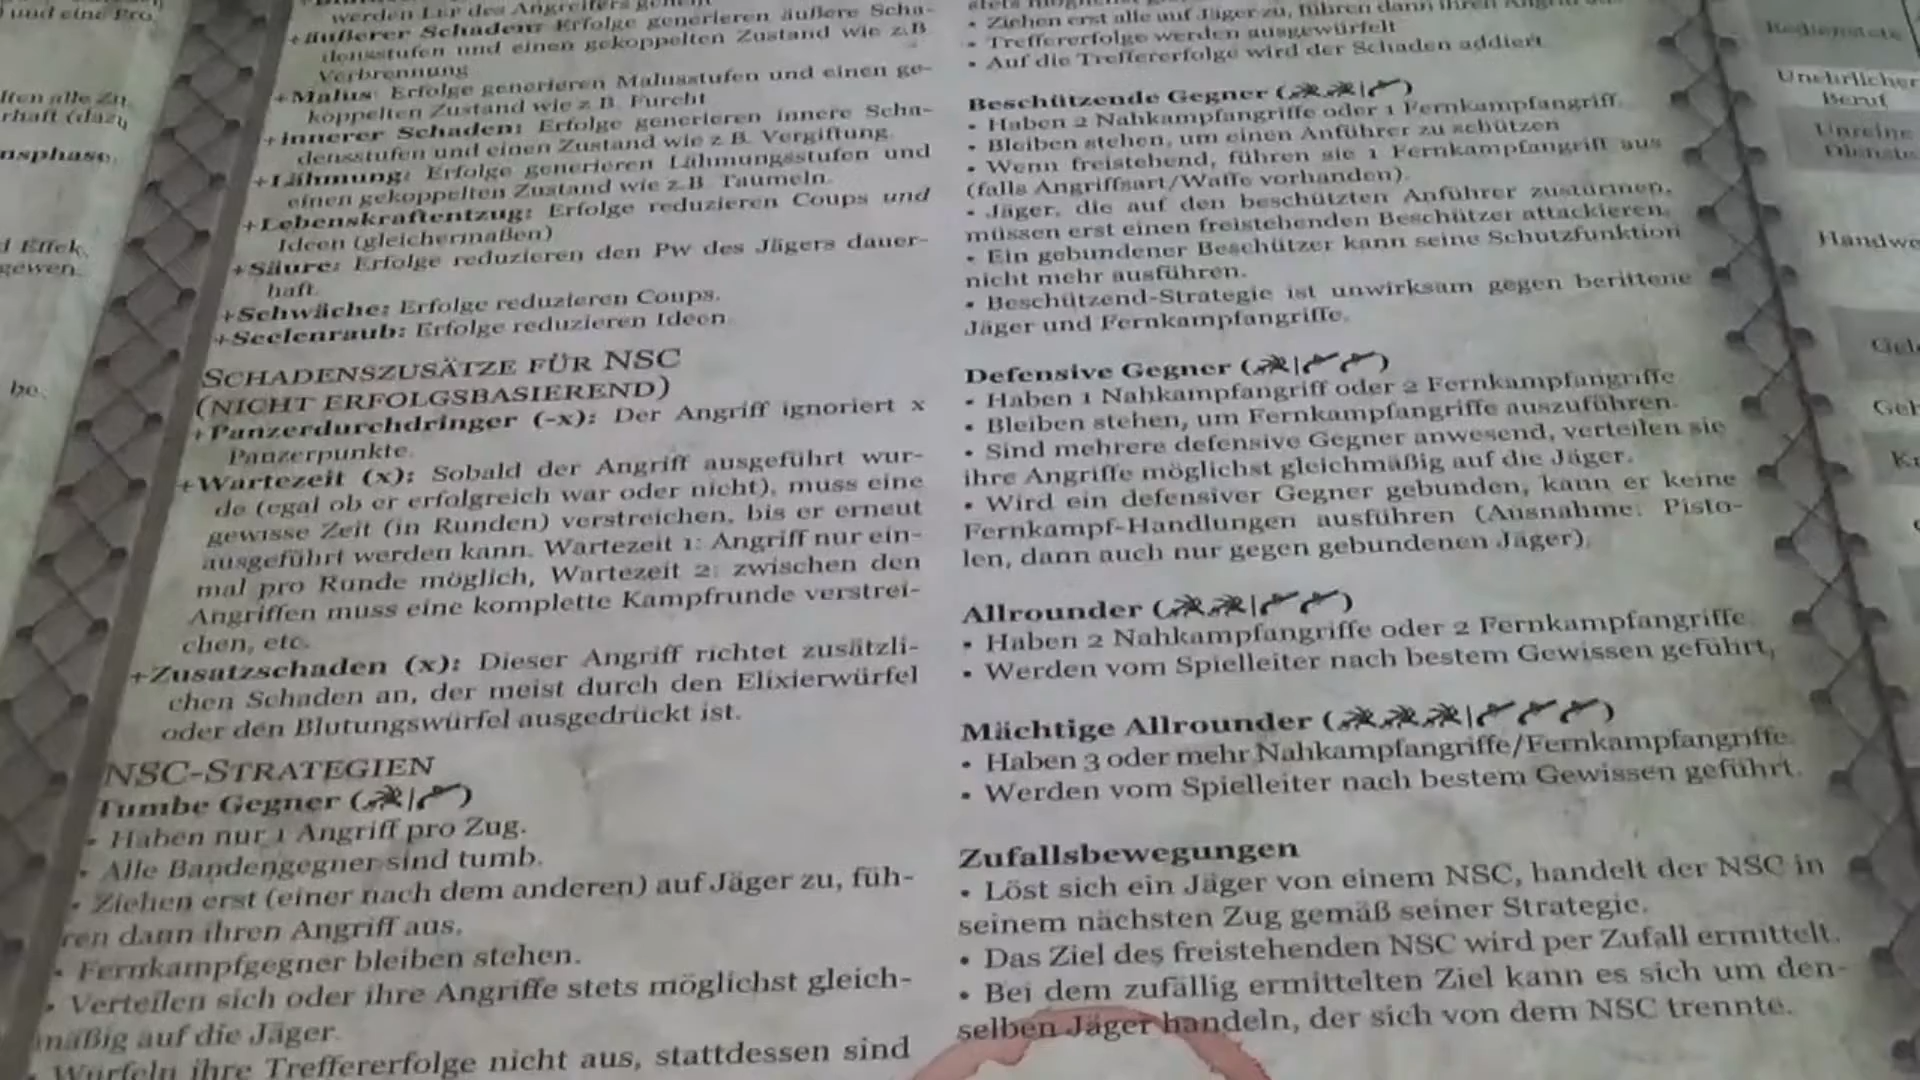 und eine Pro.
lten alle Zu
rhaft (dazu
nsphase.
d Effek.
gewen.
be.
werden LeP des Angreifers
+äußerer Schaden: Erfolge generieren äußere Scha-
densstufen und einen gekoppelten Zustand wie z.B
Verbrennung
+Malus: Erfolge generieren Malusstufen und einen ge-
koppelten Zustand wie z B. Furcht
+innerer Schaden: Erfolge generieren innere Scha-
densstufen und einen Zustand wie z B. Vergiftung.
+Lähmung: Erfolge generieren Lähmungsstufen und
einen gekoppelten Zustand wie z.B Taumeln.
+Lebenskraftentzug: Erfolge reduzieren Coups und
Ideen (gleichermaßen)
+Säure: Erfolge reduzieren den Pw des Jägers dauer-
haft.
+Schwäche: Erfolge reduzieren Coups.
+Seelenraub: Erfolge reduzieren Ideen.
SCHADENSZUSÄTZE FÜR NSC
(NICHT ERFOLGSBASIEREND)
+Panzerdurchdringer (-x): Der Angriff ignoriert x
Panzerpunkte.
+Wartezeit (x): Sobald der Angriff ausgeführt wur-
de (egal ob er erfolgreich war oder nicht), muss eine
gewisse Zeit (in Runden) verstreichen, bis er erneut
ausgeführt werden kann. Wartezeit 1: Angriff nur ein-
mal pro Runde möglich, Wartezeit 2: zwischen den
Angriffen muss eine komplette Kampfrunde verstrei-
chen, etc.
+Zusatzschaden (x): Dieser Angriff richtet zusätzli-
chen Schaden an, der meist durch den Elixierwürfel
oder den Blutungswürfel ausgedrückt ist.
NSC-STRATEGIEN
Tumbe Gegner (|)
• Haben nur 1 Angriff pro Zug.
• Alle Bandengegner sind tumb.
• Ziehen erst (einer nach dem anderen) auf Jäger zu, füh-
ren dann ihren Angriff aus.
• Fernkampfgegner bleiben stehen.
• Verteilen sich oder ihre Angriffe stets möglichst gleich-
mäßig auf die Jäger.
• Würfeln ihre Treffererfolge nicht aus, stattdessen sind
• Ziehen erst alle auf Jäger zu, führen dann ihren Angriff
• Treffererfolge werden ausgewürfelt
• Auf die Treffererfolge wird der Schaden addiert
Beschützende Gegner (|)
• Haben 2 Nahkampfangriffe oder 1 Fernkampfangriff.
• Bleiben stehen, um einen Anführer zu schützen
• Wenn freistehend, führen sie 1 Fernkampfangriff aus
(falls Angriffsart/Waffe vorhanden).
• Jäger, die auf den beschützten Anführer zustürmen,
müssen erst einen freistehenden Beschützer attackieren.
• Ein gebundener Beschützer kann seine Schutzfunktion
nicht mehr ausführen.
• Beschützend-Strategie ist unwirksam gegen berittene
Jäger und Fernkampfangriffe.
Defensive Gegner (|)
• Haben 1 Nahkampfangriff oder 2 Fernkampfangriffe
• Bleiben stehen, um Fernkampfangriffe auszuführen.
• Sind mehrere defensive Gegner anwesend, verteilen sie
ihre Angriffe möglichst gleichmäßig auf die Jäger.
• Wird ein defensiver Gegner gebunden, kann er keine
Fernkampf-Handlungen ausführen (Ausnahme: Pisto-
len, dann auch nur gegen gebundenen Jäger).
Allrounder (|)
• Haben 2 Nahkampfangriffe oder 2 Fernkampfangriffe
• Werden vom Spielleiter nach bestem Gewissen geführt,
Mächtige Allrounder (|)
• Haben 3 oder mehr Nahkampfangriffe/Fernkampfangriffe.
• Werden vom Spielleiter nach bestem Gewissen geführt.
Zufallsbewegungen
• Löst sich ein Jäger von einem NSC, handelt der NSC in
seinem nächsten Zug gemäß seiner Strategie.
• Das Ziel des freistehenden NSC wird per Zufall ermittelt.
• Bei dem zufällig ermittelten Ziel kann es sich um den-
selben Jäger handeln, der sich von dem NSC trennte.
Bedienstete
Unehrlicher
Beruf
Unreine
Dienste
Handwe
Gel
Geh